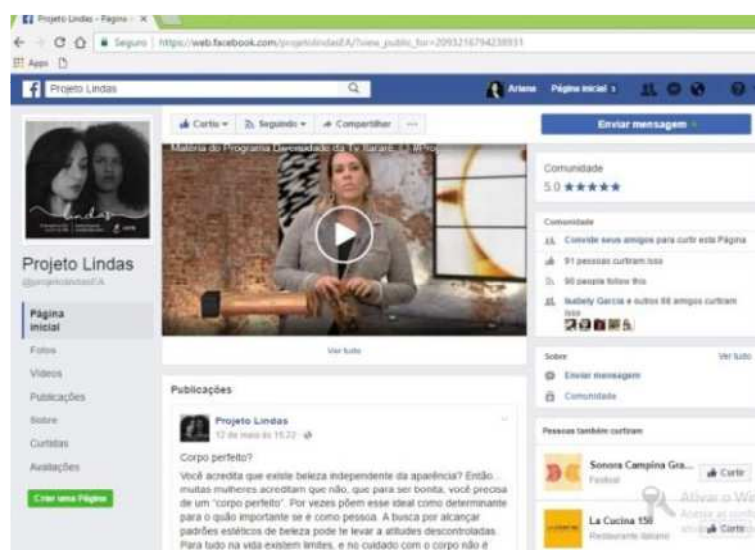 Projeto Lindas - Página
Seguro | https://web.facebook.com/projetolindasEA/?view_public_for=2093216794238931
Apps
Projeto Lindas
Ariane Página inicial
Curtiu Seguindo Compartilhar ...
Enviar mensagem
Matéria do Programa Diversidade da Tv Itararé.
Ver tudo
lindas
Projeto Lindas
@projetolindasEA
Página
inicial
Fotos
Vídeos
Publicações
Sobre
Curtidas
Avaliações
Criar uma Página
Publicações
Projeto Lindas
12 de maio às 15:22
Corpo perfeito?
Você acredita que existe beleza independente da aparência? Então...
muitas mulheres acreditam que não, que para ser bonita, você precisa
de um "corpo perfeito". Por vezes põem esse ideal como determinante
para o quão importante se é como pessoa. A busca por alcançar
padrões estéticos de beleza pode te levar a atitudes descontroladas.
Para tudo na vida existem limites, e no cuidado com o corpo não é
Comunidade
5.0 ★★★★★
Comunidade
Convide seus amigos para curtir esta Página
91 pessoas curtiram isso
90 people follow this
Isabely Garcia e outros 68 amigos curtiram
isso
Sobre Ver tudo
Enviar mensagem
Comunidade
Pessoas também curtiram
Sonora Campina Gra...
Festival
Curtir
La Cucina 156
Restaurante italiano
Curtir
Ativar o Wi